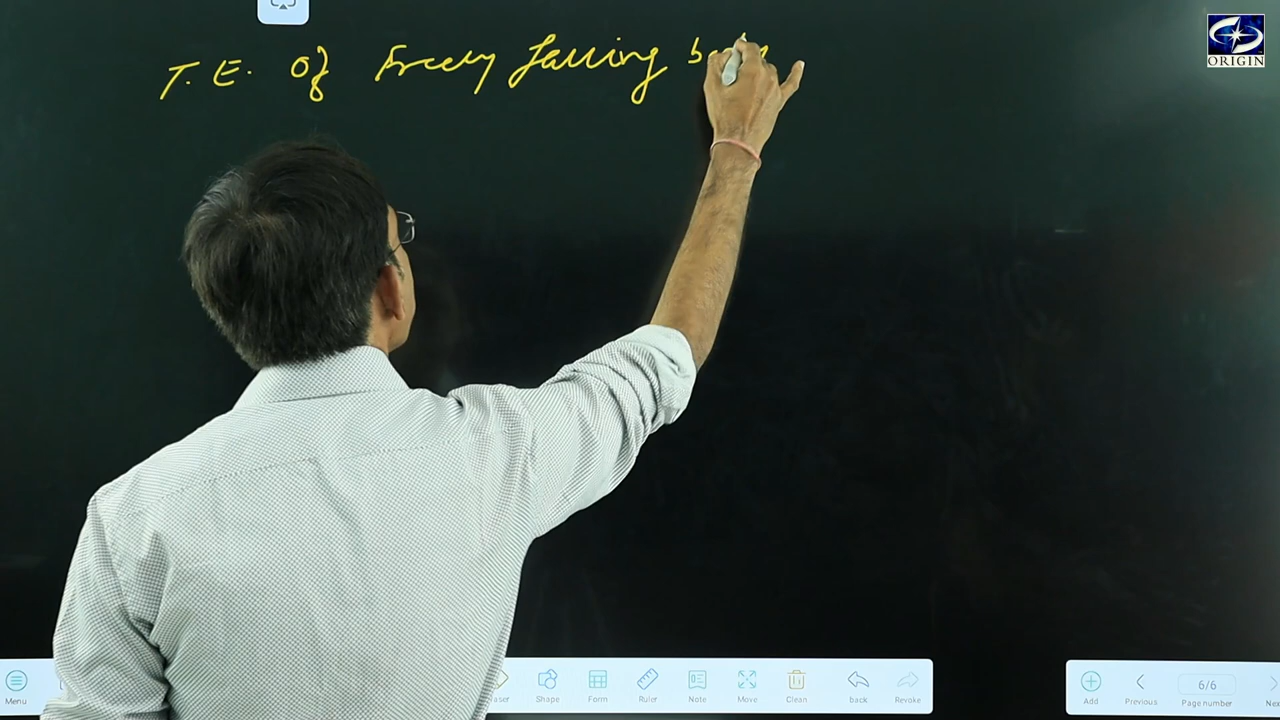 T.E. Of Freely falling
ORIGIN
Menu
Shape
Form
Ruler
Note
Move
Clean
back
Revoke
Add
Previous
6/6
Page number